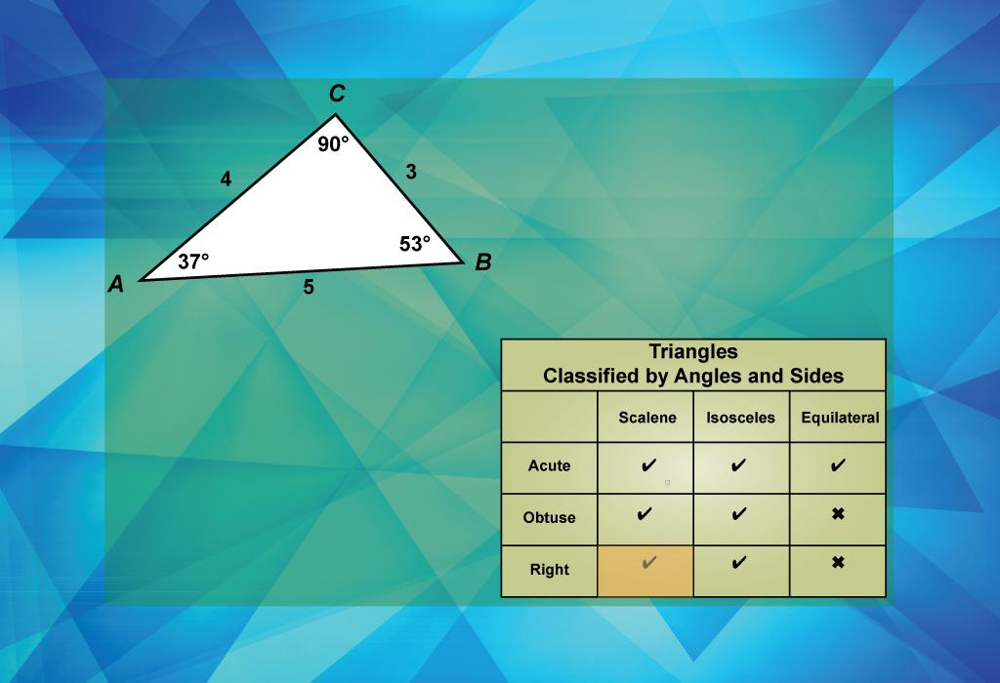 C
90°
4
3
53°
37°
A
B
5
Triangles
Classified by Angles and Sides
Scalene Isosceles Equilateral
Acute ✔ ✔ ✔
Obtuse ✔ ✔ ✖
Right ✔ ✔ ✖